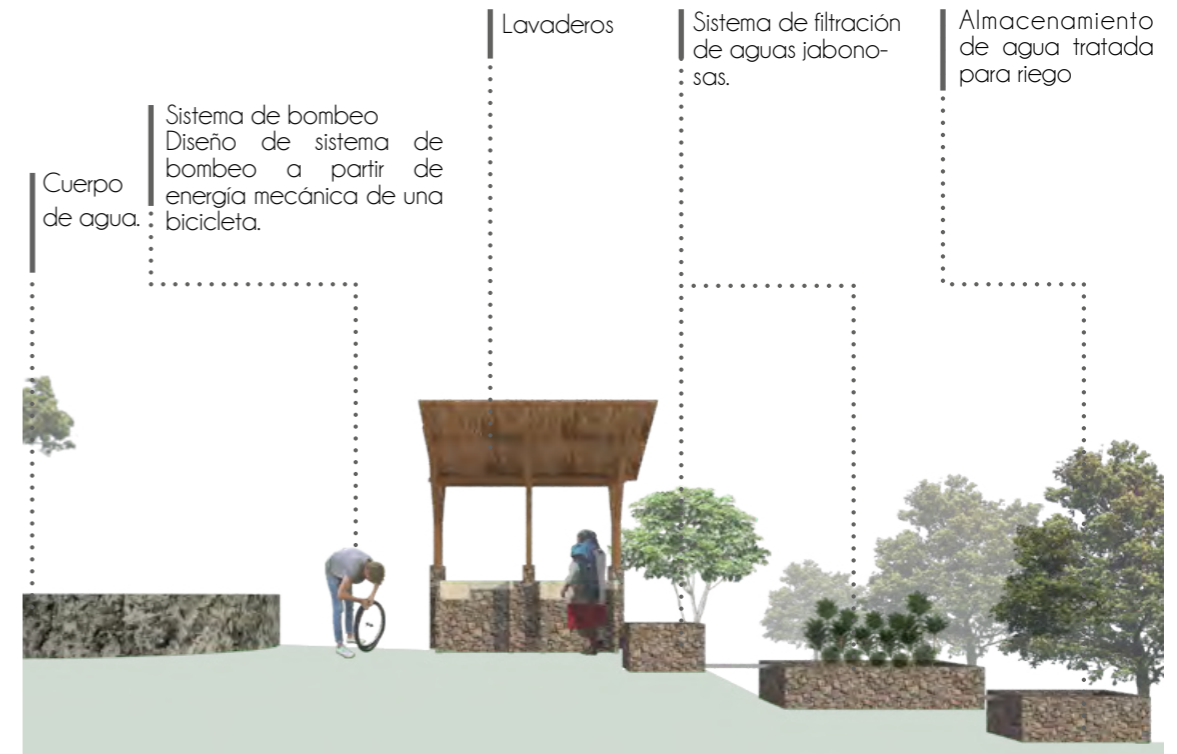 Cuerpo
de agua.
Sistema de bombeo
Diseño de sistema de
bombeo a partir de
energía mecánica de una
bicicleta.
Lavaderos
Sistema de filtración
de aguas jabono-
sas.
Almacenamiento
de agua tratada
para riego